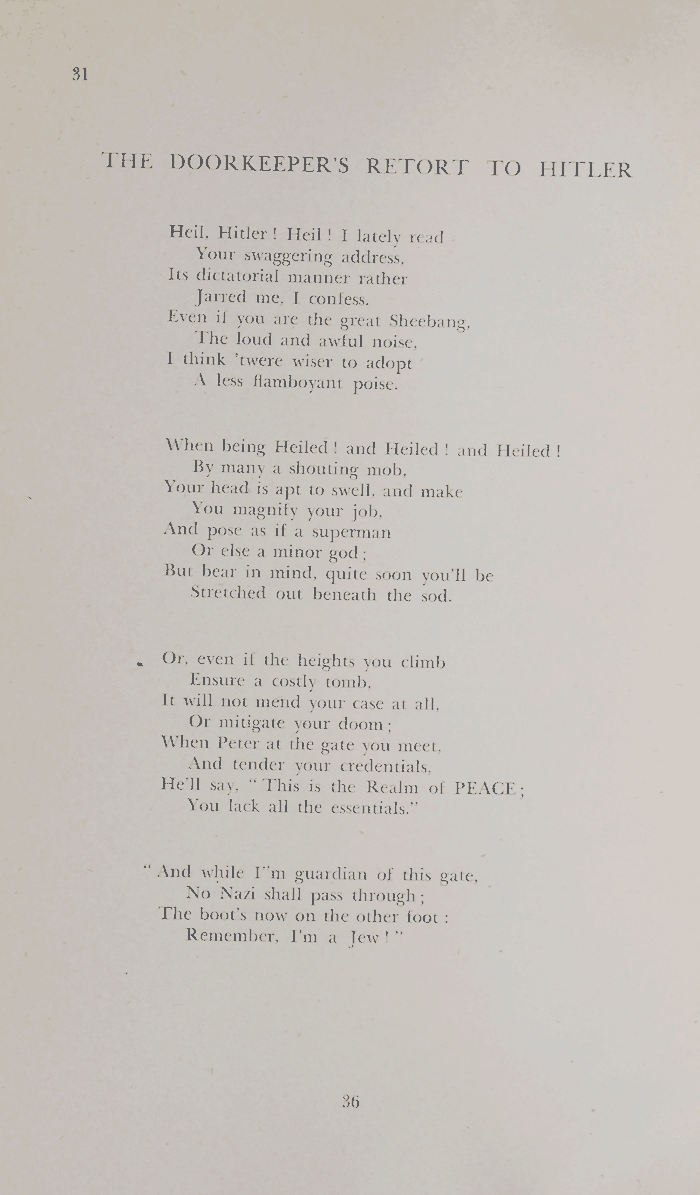 31
THE DOORKEEPER'S RETORT TO HITLER
Heil, Hitler! Heil! I lately read
Your swaggering address,
Its dictatorial manner rather
Jarred me, I confess.
Even if you are the great Sheebang,
The loud and awful noise,
I think 'twere wiser to adopt
A less flamboyant poise.
When being Heiled! and Heiled! and Heiled!
By many a shouting mob,
Your head is apt to swell, and make
You magnify your job,
And pose as if a superman
Or else a minor god;
But bear in mind, quite soon you'll be
Stretched out beneath the sod.
Or, even if the heights you climb
Ensure a costly tomb,
It will not mend your case at all,
Or mitigate your doom;
When Peter at the gate you meet,
And tender your credentials,
He'll say, "This is the Realm of PEACE;
You lack all the essentials."
"And while I"m guardian of this gate,
No Nazi shall pass through;
The boot's now on the other foot:
Remember, I'm a Jew!"
36